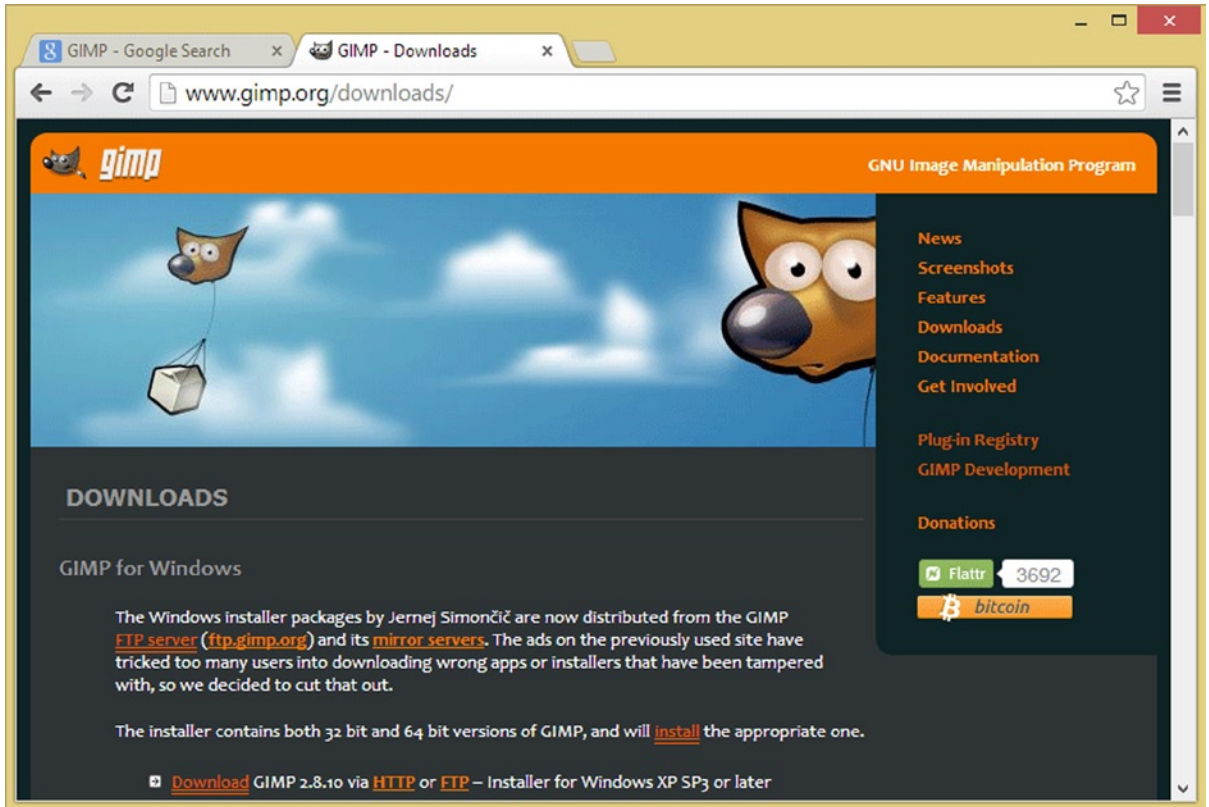 GIMP - Google Search
GIMP - Downloads
www.gimp.org/downloads/
gimp
GNU Image Manipulation Program
News
Screenshots
Features
Downloads
Documentation
Get Involved
Plug-in Registry
GIMP Development
Donations
Flattr 3692
bitcoin
DOWNLOADS
GIMP for Windows
The Windows installer packages by Jernej Simončič are now distributed from the GIMP
FTP server (ftp.gimp.org) and its mirror servers. The ads on the previously used site have
tricked too many users into downloading wrong apps or installers that have been tampered
with, so we decided to cut that out.
The installer contains both 32 bit and 64 bit versions of GIMP, and will install the appropriate one.
Download GIMP 2.8.10 via HTTP or FTP – Installer for Windows XP SP3 or later